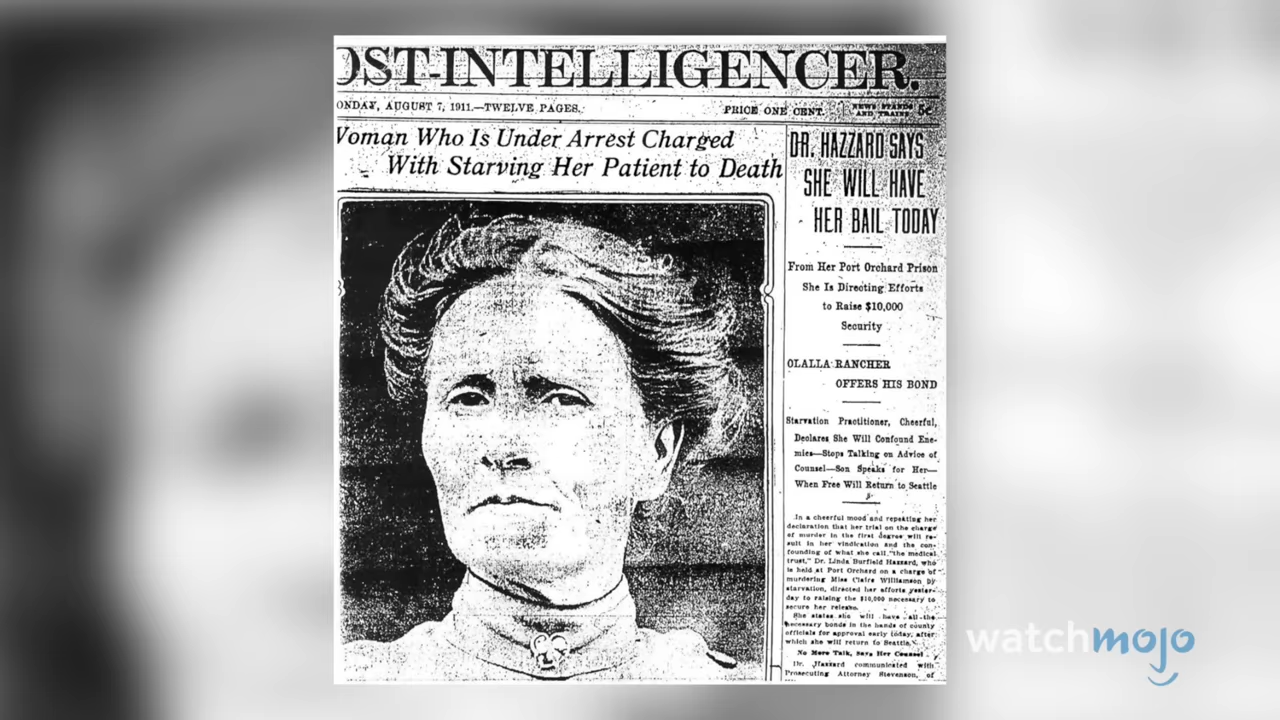 OST-INTELLIGENCER.
ONDAY, AUGUST 7, 1911.—TWELVE PAGES.
PRICE ONE CENT.
NEWS STANDS
AND TRAINS 5c
Woman Who Is Under Arrest Charged
With Starving Her Patient to Death
DR. HAZZARD SAYS
SHE WILL HAVE
HER BAIL TODAY
From Her Port Orchard Prison
She Is Directing Efforts
to Raise $10,000
Security
OLALLA RANCHER
OFFERS HIS BOND
Starvation Practitioner, Cheerful,
Declares She Will Confound Ene-
mies—Stops Talking on Advice of
Counsel—Son Speaks for Her—
When Free Will Return to Seattle
In a cheerful mood and repeating her
declaration that her trial on the charge
of murder in the first degree will re-
sult in her vindication and the con-
founding of what she call "the medical
trust," Dr. Linda Burfield Hazzard, who
is held at Port Orchard on a charge of
murdering Miss Claire Williamson by
starvation, directed her efforts yester-
day to raising the $10,000 necessary to
secure her release.
She states she will have all the
necessary bonds in the hands of county
officials for approval early today, after
which she will return to Seattle.
No More Talk, Says Her Counsel
Dr. Hazzard communicated with
Prosecuting Attorney Stevenson, of
watchmojo